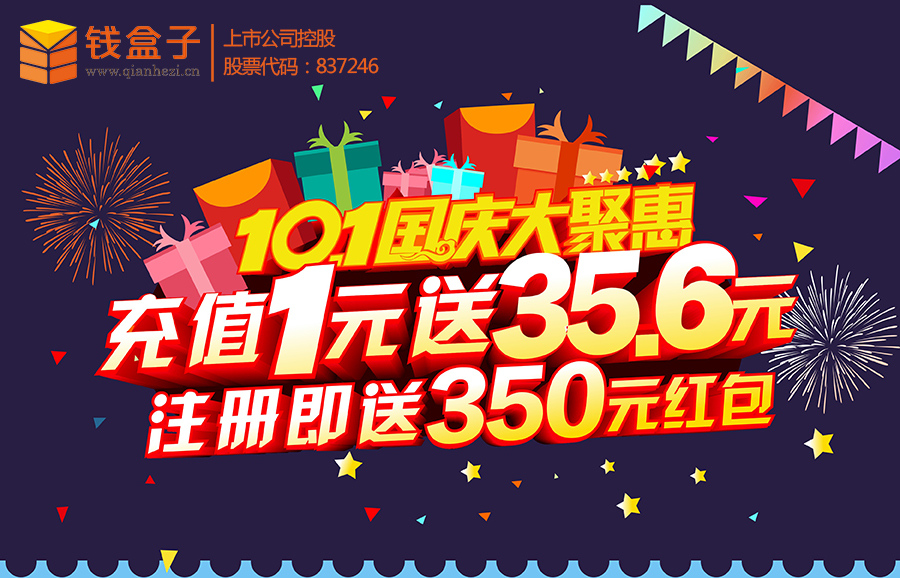 钱盒子
www.qianhezi.cn
上市公司控股
股票代码：837246
10.1国庆大聚惠
充值1元送35.6元
注册即送350元红包